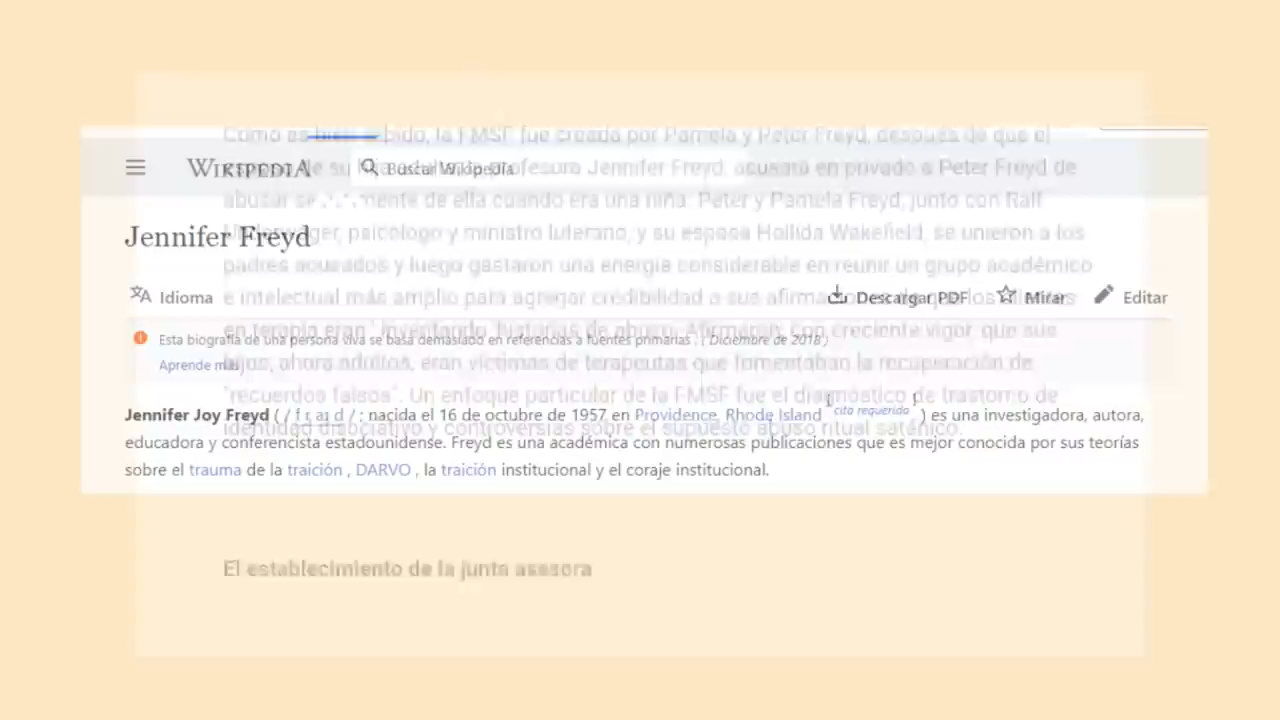 Como es bien sabido, la FMSF fue creada por Pamela y Peter Freyd, después de que el
WIKIPEDIA
Buscar Wikipedia
de su profesora Jennifer Freyd, acusara en privado a Peter Freyd de
abusar mente de ella cuando era una niña. Peter y Pamela Freyd, junto con Ralf
Jennifer Freyd
psicólogo y ministro luterano, y su esposa Hollida Wakefield, se unieron a los
padres acusados y luego gastaron una energía considerable en reunir un grupo académico
Idioma
Descargar PDF
Mirar
Editar
e intelectual más amplio para agregar credibilidad a sus
en terapia eran "inventando historias de abuso. Afirmaron, con creciente vigor, que sus
Esta biografía de una persona viva se basa demasiado en referencias a fuentes primarias . ( Diciembre de 2018 )
Aprende más
hijos, ahora adultos, eran víctimas de terapeutas que fomentaban la recuperación de
"recuerdos falsos". Un enfoque particular de la FMSF fue el diagnóstico de trastorno de
Jennifer Joy Freyd ( / f r aɪ d / ; nacida el 16 de octubre de 1957 en Providence, Rhode Island [ cita requerida ] ) es una investigadora, autora,
identidad disociativo y controversias sobre el supuesto abuso ritual satánico.
educadora y conferencista estadounidense. Freyd es una académica con numerosas publicaciones que es mejor conocida por sus teorías
sobre el trauma de la traición , DARVO , la traición institucional y el coraje institucional.
El establecimiento de la junta asesora